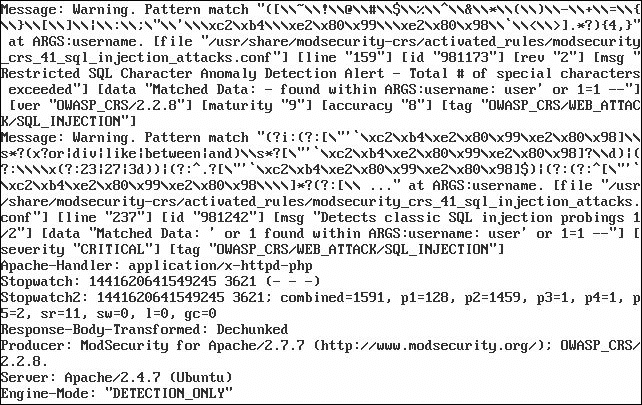 Message: Warning. Pattern match "([\\~\\!\\@\\#\\$\\%\\^\\&\\*\\(\\)\\-\\+\\=\\{
\\}\\[\\]\\|\\:\\;\"\\'\\\xc2\xb4\\\xe2\x80\x99\\\xe2\x80\x98\\`\\<\\>].*?){4,}"
at ARGS:username. [file "/usr/share/modsecurity-crs/activated_rules/modsecurity
_crs_41_sql_injection_attacks.conf"] [line "159"] [id "981173"] [rev "2"] [msg "
Restricted SQL Character Anomaly Detection Alert - Total # of special characters
exceeded"] [data "Matched Data: - found within ARGS:username: user' or 1=1 --"]
[ver "OWASP_CRS/2.2.8"] [maturity "9"] [accuracy "8"] [tag "OWASP_CRS/WEB_ATTAC
K/SQL_INJECTION"]
Message: Warning. Pattern match "(?i:(?:[\"'`\xc2\xb4\xe2\x80\x99\xe2\x80\x98]\\
s*?(x?or|div|like|between|and)\\s*?[\"'`\xc2\xb4\xe2\x80\x99\xe2\x80\x98]?\\d)|(
?:\\\\x(?:23|27|3d))|(?:^.?[\"'`\xc2\xb4\xe2\x80\x99\xe2\x80\x98]$)|(?:(?:^[\"'`
\xc2\xb4\xe2\x80\x99\xe2\x80\x98\\\\]*?(?:[\\ ..." at ARGS:username. [file "/usr
/share/modsecurity-crs/activated_rules/modsecurity_crs_41_sql_injection_attacks.
conf"] [line "237"] [id "981242"] [msg "Detects classic SQL injection probings 1
/2"] [data "Matched Data: ' or 1 found within ARGS:username: user' or 1=1 --"] [
severity "CRITICAL"] [tag "OWASP_CRS/WEB_ATTACK/SQL_INJECTION"]
Apache-Handler: application/x-httpd-php
Stopwatch: 1441620641549245 3621 (- - -)
Stopwatch2: 1441620641549245 3621; combined=1591, p1=128, p2=1459, p3=1, p4=1, p
5=2, sr=11, sw=0, l=0, gc=0
Response-Body-Transformed: Dechunked
Producer: ModSecurity for Apache/2.7.7 (http://www.modsecurity.org/); OWASP_CRS/
2.2.8.
Server: Apache/2.4.7 (Ubuntu)
Engine-Mode: "DETECTION_ONLY"